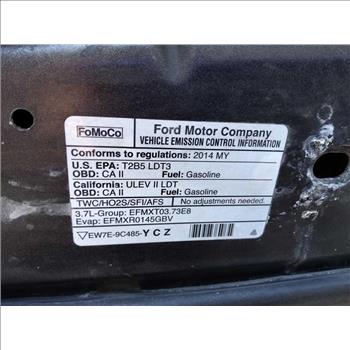 FoMoCo
Ford Motor Company
VEHICLE EMISSION CONTROL INFORMATION
Conforms to regulations: 2014 MY
U.S. EPA: T2B5 LDT3
OBD: CA II Fuel: Gasoline
California: ULEV II LDT
OBD: CA II Fuel: Gasoline
TWC/HO2S/SFI/AFS No adjustments needed.
3.7L-Group: EFMXT03.73E8
Evap: EFMXR0145GBV
EW7E-9C485-YCZ